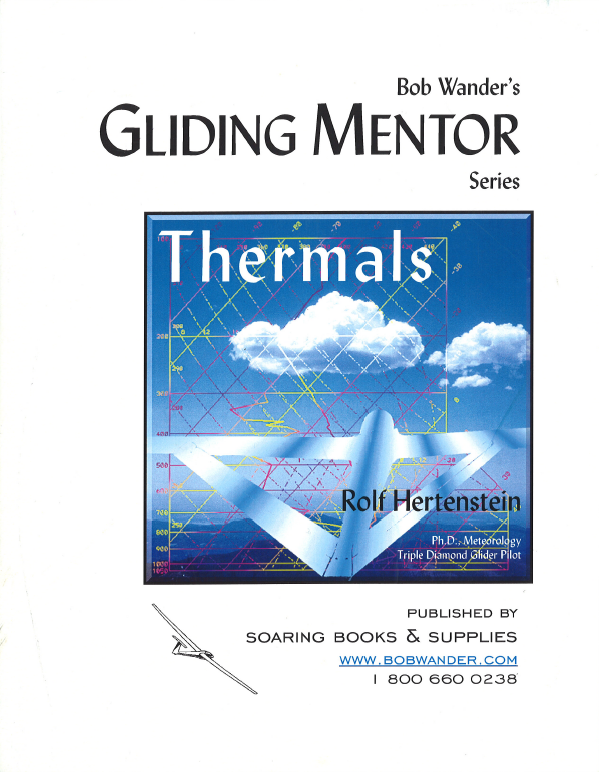 Bob Wander's
GLIDING MENTOR
Series
Thermals
Rolf Hertenstein
Ph.D.: Meteorology
Triple Diamond Glider Pilot
PUBLISHED BY
SOARING BOOKS & SUPPLIES
WWW.BOBWANDER.COM
1 800 660 0238